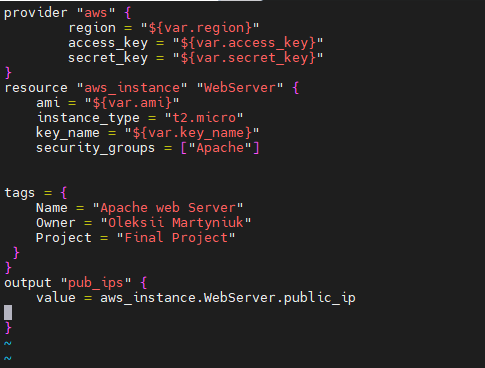 provider "aws" {
        region = "${var.region}"
        access_key = "${var.access_key}"
        secret_key = "${var.secret_key}"
}
resource "aws_instance" "WebServer" {
    ami = "${var.ami}"
    instance_type = "t2.micro"
    key_name = "${var.key_name}"
    security_groups = ["Apache"]
tags = {
    Name = "Apache web Server"
    Owner = "Oleksii Martyniuk"
    Project = "Final Project"
 }
}
output "pub_ips" {
    value = aws_instance.WebServer.public_ip
}
~
~